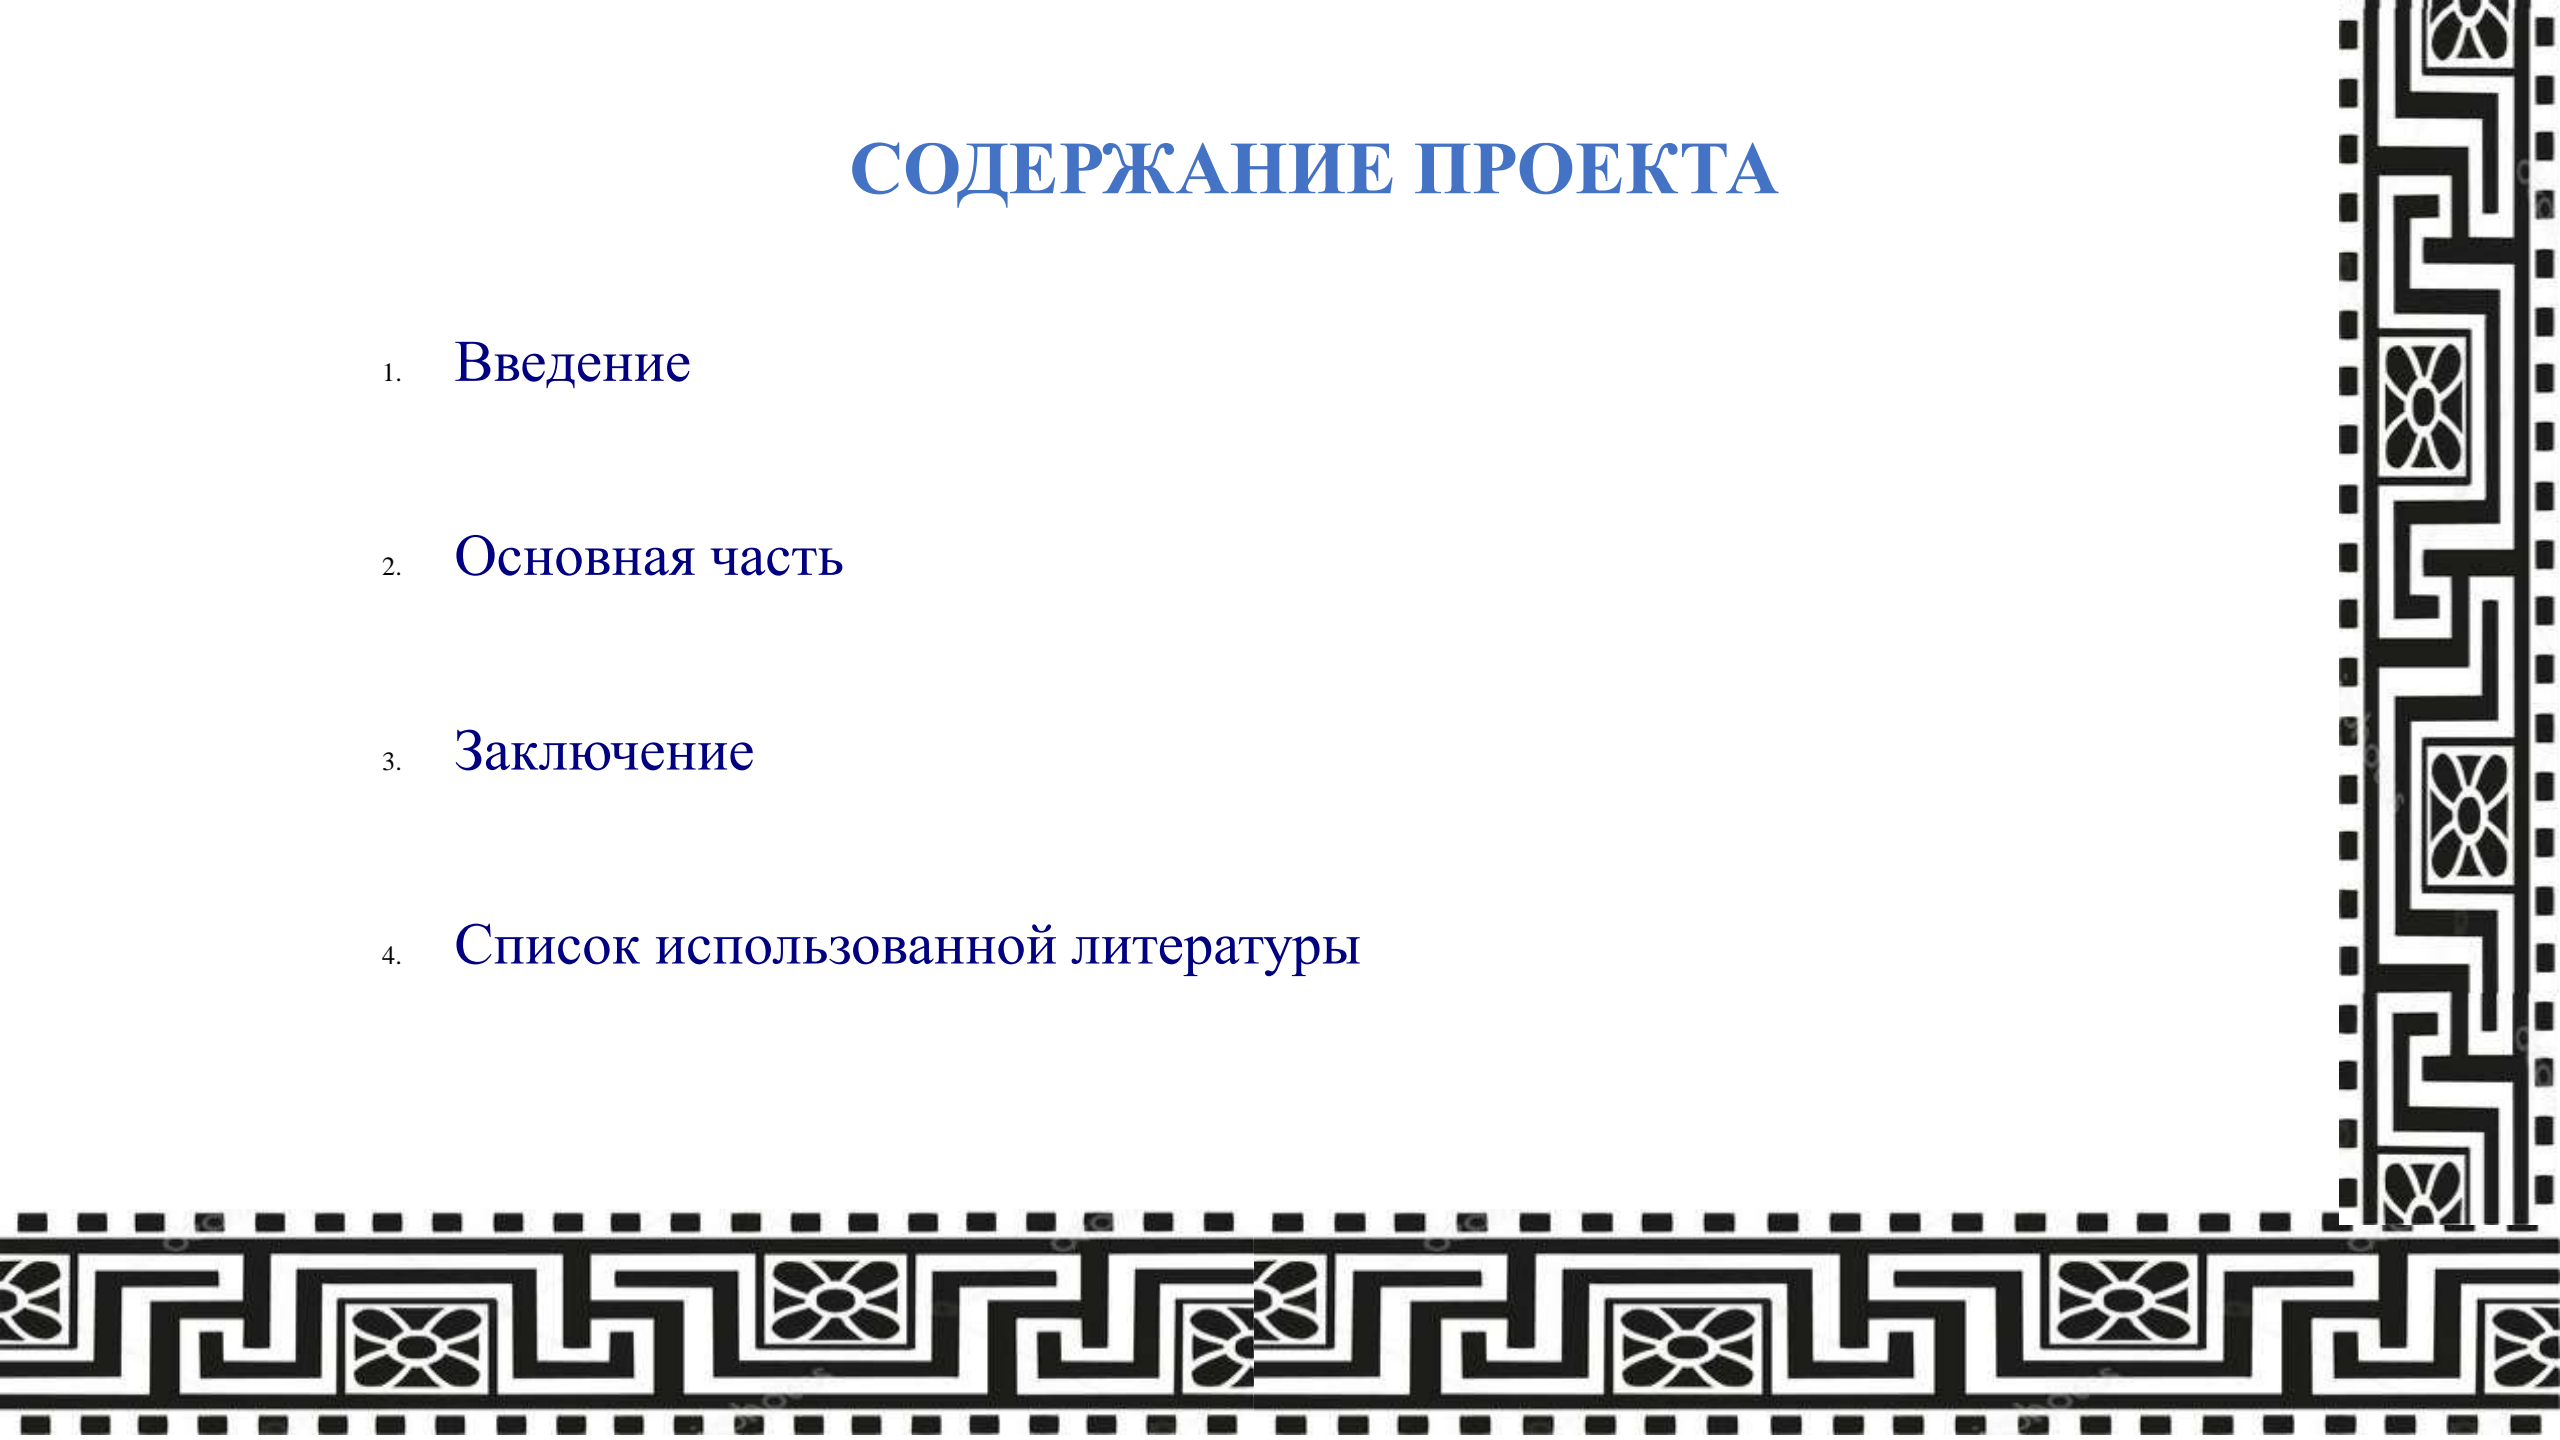 СОДЕРЖАНИЕ ПРОЕКТА
1. Введение
2. Основная часть
3. Заключение
4. Список использованной литературы